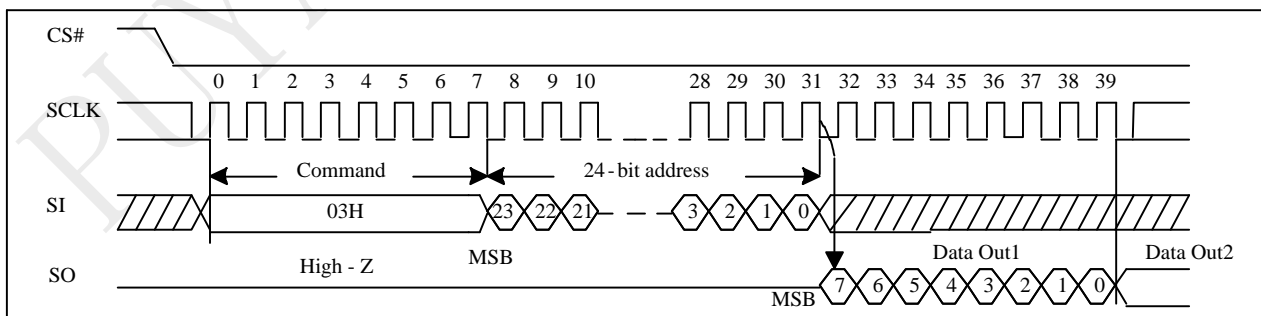 PUYA
CS#
0 1 2 3 4 5 6 7 8 9 10 28 29 30 31 32 33 34 35 36 37 38 39
SCLK
Command 24-bit address
SI 03H 23 22 21 3 2 1 0
MSB Data Out1 Data Out2
High - Z
SO 7 6 5 4 3 2 1 0
MSB